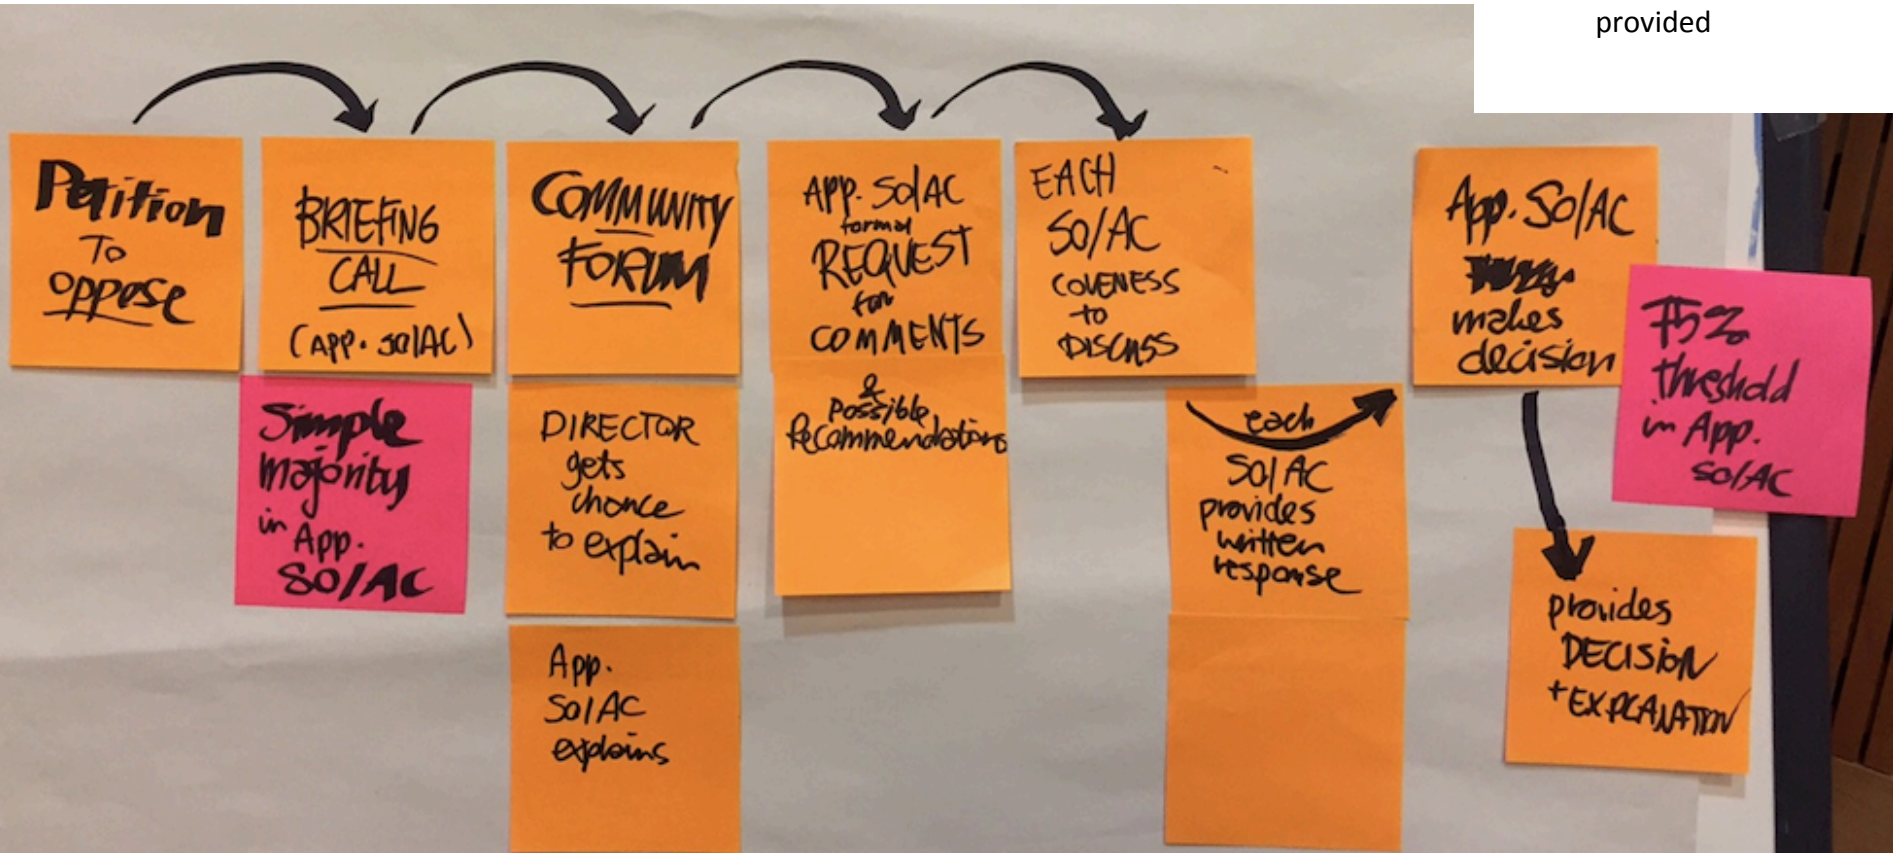 provided
Petition
To
oppose
BRIEFING
CALL
(APP. SO/AC)
Simple
majority
in App.
SO/AC
COMMUNITY
FORUM
DIRECTOR
gets
chance
to explain
App.
SO/AC
explains
APP. SO/AC
formal
REQUEST
for
COMMENTS
&
Possible
Recommendations
EACH
SO/AC
COVENESS
to
DISCUSS
each
SO/AC
provides
written
response
App. SO/AC
makes
decision
75%
threshold
in App.
SO/AC
provides
DECISION
+ EXPLANATION